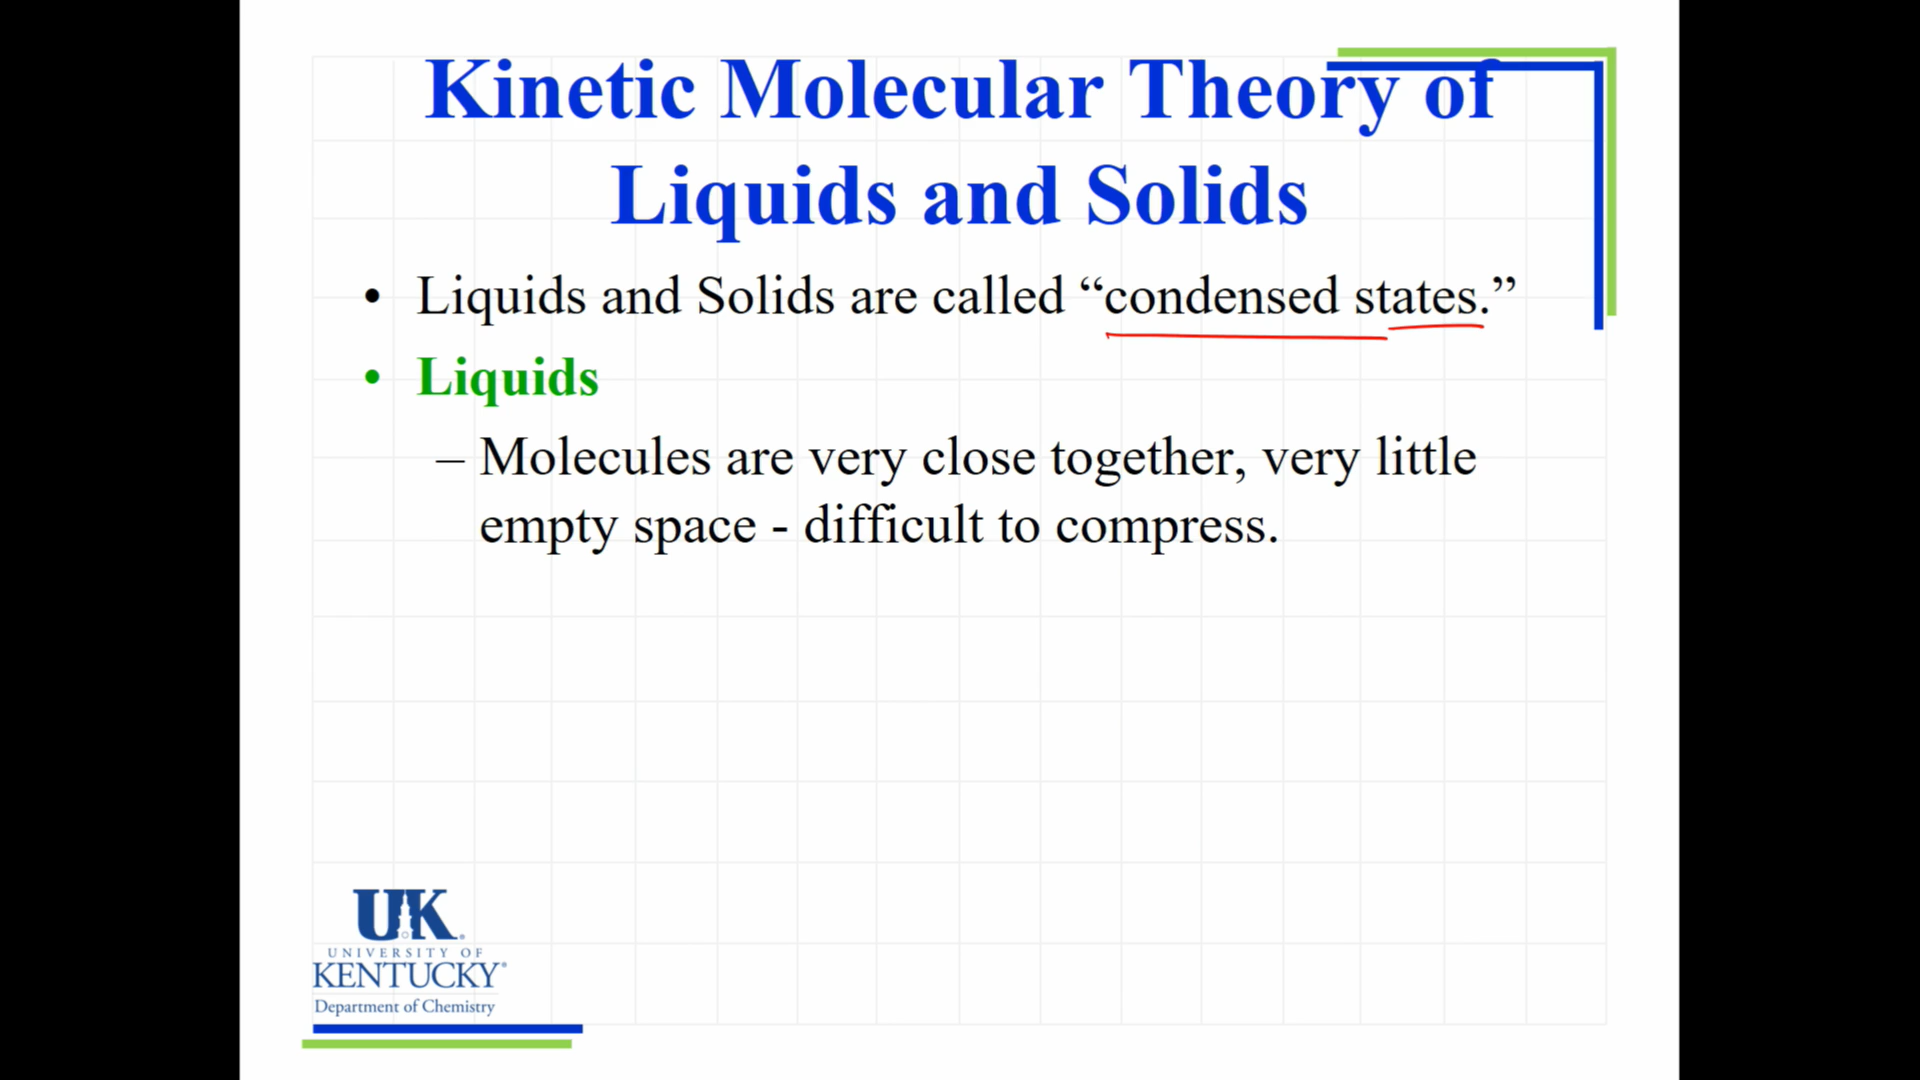 Kinetic Molecular Theory of
Liquids and Solids
• Liquids and Solids are called “condensed states.”
• Liquids
– Molecules are very close together, very little
empty space - difficult to compress.
UK®
UNIVERSITY OF
KENTUCKY®
Department of Chemistry